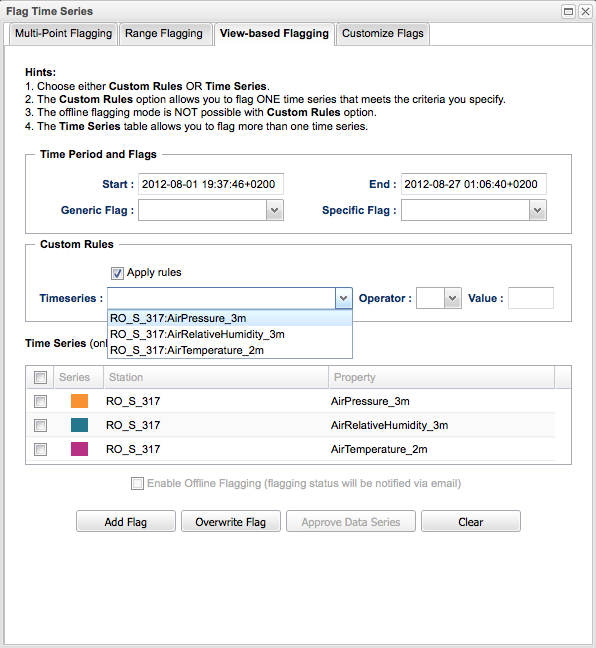 Flag Time Series
Multi-Point Flagging Range Flagging View-based Flagging Customize Flags
Hints:
1. Choose either Custom Rules OR Time Series.
2. The Custom Rules option allows you to flag ONE time series that meets the criteria you specify.
3. The offline flagging mode is NOT possible with Custom Rules option.
4. The Time Series table allows you to flag more than one time series.
Time Period and Flags
Start : 2012-08-01 19:37:46+0200 End : 2012-08-27 01:06:40+0200
Generic Flag : Specific Flag :
Custom Rules
Apply rules
Timeseries : Operator : Value :
RO_S_317:AirPressure_3m
RO_S_317:AirRelativeHumidity_3m
RO_S_317:AirTemperature_2m
Time Series (onl
Series Station Property
RO_S_317 AirPressure_3m
RO_S_317 AirRelativeHumidity_3m
RO_S_317 AirTemperature_2m
Enable Offline Flagging (flagging status will be notified via email)
Add Flag Overwrite Flag Approve Data Series Clear